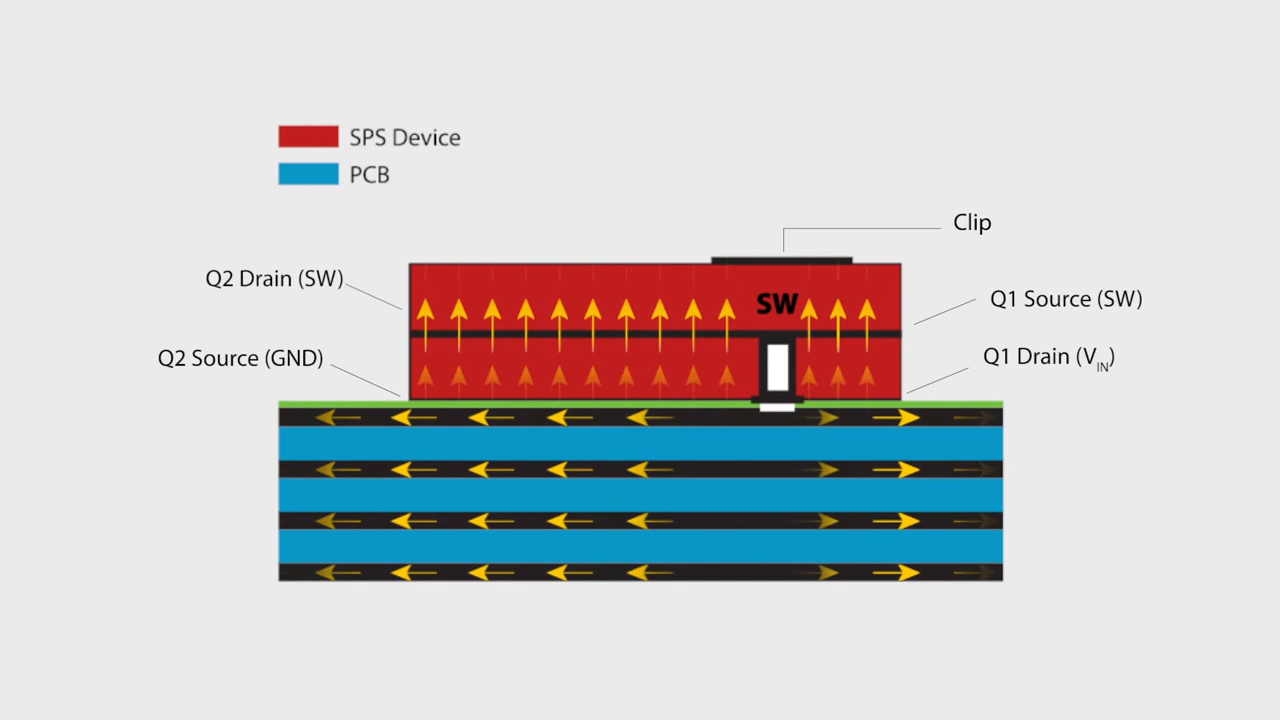 SPS Device
PCB
Clip
Q2 Drain (SW)
SW
Q1 Source (SW)
Q2 Source (GND)
Q1 Drain (VIN)